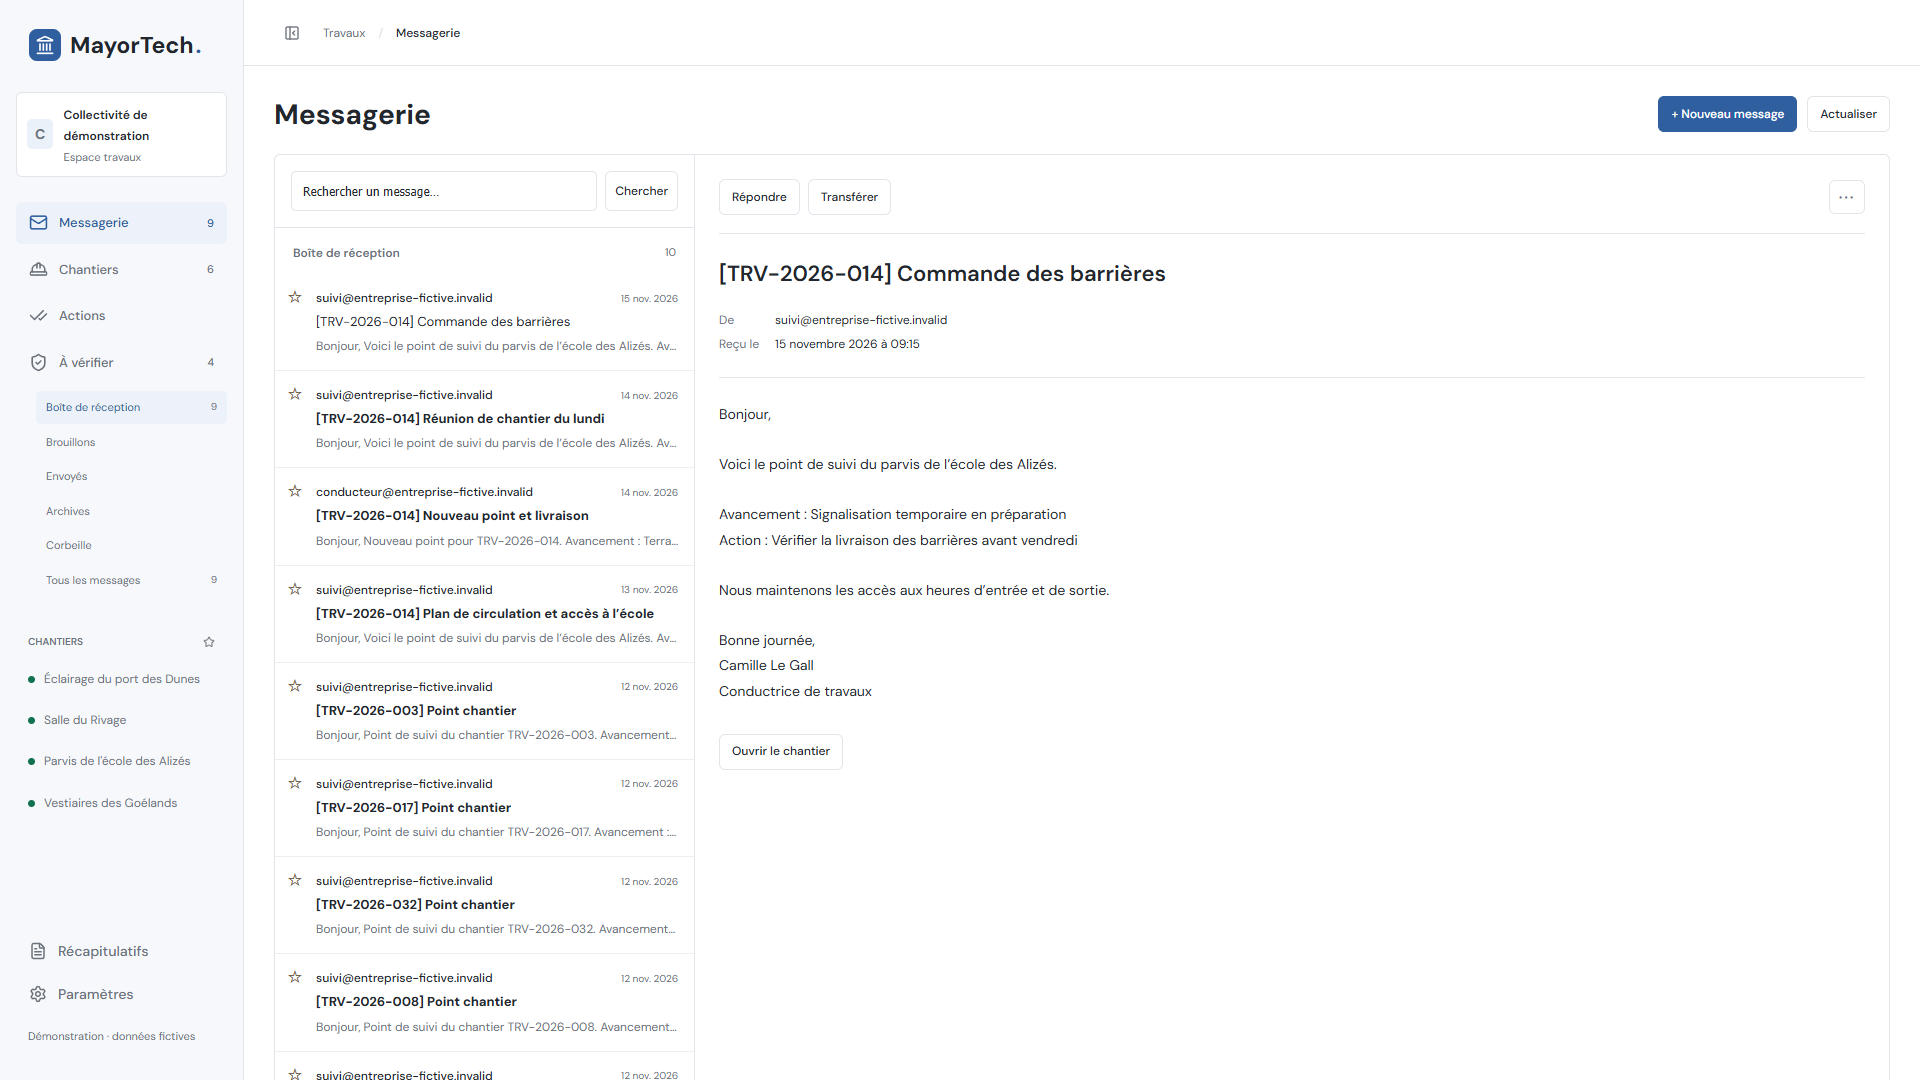 MayorTech.
Collectivité de
démonstration
C
Espace travaux
Messagerie 9
Chantiers 6
Actions
À vérifier 4
Boîte de réception 9
Brouillons
Envoyés
Archives
Corbeille
Tous les messages 9
CHANTIERS
Éclairage du port des Dunes
Salle du Rivage
Parvis de l'école des Alizés
Vestiaires des Goélands
Récapitulatifs
Paramètres
Démonstration · données fictives
Travaux / Messagerie
Messagerie
+ Nouveau message
Actualiser
Rechercher un message...
Chercher
Boîte de réception 10
suivi@entreprise-fictive.invalid 15 nov. 2026
[TRV-2026-014] Commande des barrières
Bonjour, Voici le point de suivi du parvis de l’école des Alizés. Av...
suivi@entreprise-fictive.invalid 14 nov. 2026
[TRV-2026-014] Réunion de chantier du lundi
Bonjour, Voici le point de suivi du parvis de l’école des Alizés. Av...
conducteur@entreprise-fictive.invalid 14 nov. 2026
[TRV-2026-014] Nouveau point et livraison
Bonjour, Nouveau point pour TRV-2026-014. Avancement : Terra...
suivi@entreprise-fictive.invalid 13 nov. 2026
[TRV-2026-014] Plan de circulation et accès à l’école
Bonjour, Voici le point de suivi du parvis de l’école des Alizés. Av...
suivi@entreprise-fictive.invalid 12 nov. 2026
[TRV-2026-003] Point chantier
Bonjour, Point de suivi du chantier TRV-2026-003. Avancement...
suivi@entreprise-fictive.invalid 12 nov. 2026
[TRV-2026-017] Point chantier
Bonjour, Point de suivi du chantier TRV-2026-017. Avancement :...
suivi@entreprise-fictive.invalid 12 nov. 2026
[TRV-2026-032] Point chantier
Bonjour, Point de suivi du chantier TRV-2026-032. Avancement...
suivi@entreprise-fictive.invalid 12 nov. 2026
[TRV-2026-008] Point chantier
Bonjour, Point de suivi du chantier TRV-2026-008. Avancement...
suivi@entreprise-fictive.invalid 12 nov. 2026
Répondre
Transférer
...
[TRV-2026-014] Commande des barrières
De suivi@entreprise-fictive.invalid
Reçu le 15 novembre 2026 à 09:15
Bonjour,
Voici le point de suivi du parvis de l’école des Alizés.
Avancement : Signalisation temporaire en préparation
Action : Vérifier la livraison des barrières avant vendredi
Nous maintenons les accès aux heures d’entrée et de sortie.
Bonne journée,
Camille Le Gall
Conductrice de travaux
Ouvrir le chantier